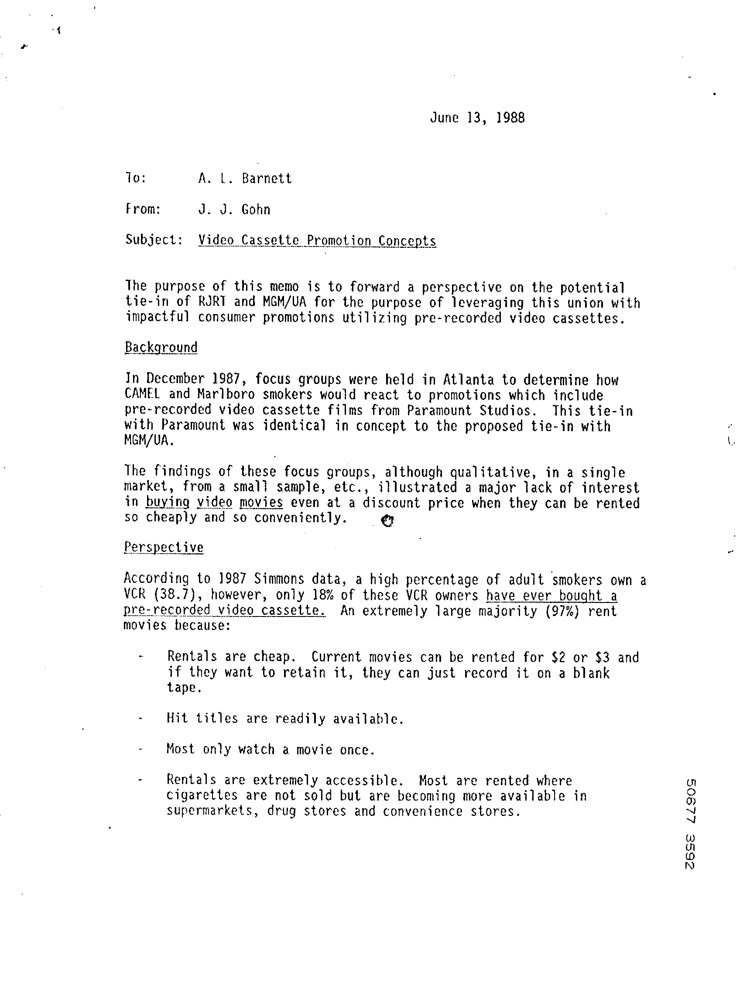 June 13, 1988
To: A. L. Barnett
From: J. J. Gohn
Subject: Video Cassette Promotion Concepts
The purpose of this memo is to forward a perspective on the potential
tie-in of RJRT and MGM/UA for the purpose of leveraging this union with
impactful consumer promotions utilizing pre-recorded video cassettes.
Background
In December 1987, focus groups were held in Atlanta to determine how
CAMEL and Marlboro smokers would react to promotions which include
pre-recorded video cassette films from Paramount Studios. This tie-in
with Paramount was identical in concept to the proposed tie-in with
MGM/UA.
The findings of these focus groups, although qualitative, in a single
market, from a small sample, etc., illustrated a major lack of interest
in buying video movies even at a discount price when they can be rented
so cheaply and so conveniently.
Perspective
According to 1987 Simmons data, a high percentage of adult smokers own a
VCR (38.7), however, only 18% of these VCR owners have ever bought a
pre-recorded video cassette. An extremely large majority (97%) rent
movies because:
- Rentals are cheap. Current movies can be rented for $2 or $3 and
if they want to retain it, they can just record it on a blank
tape.
- Hit titles are readily available.
- Most only watch a movie once.
- Rentals are extremely accessible. Most are rented where
cigarettes are not sold but are becoming more available in
supermarkets, drug stores and convenience stores.
50677 3592